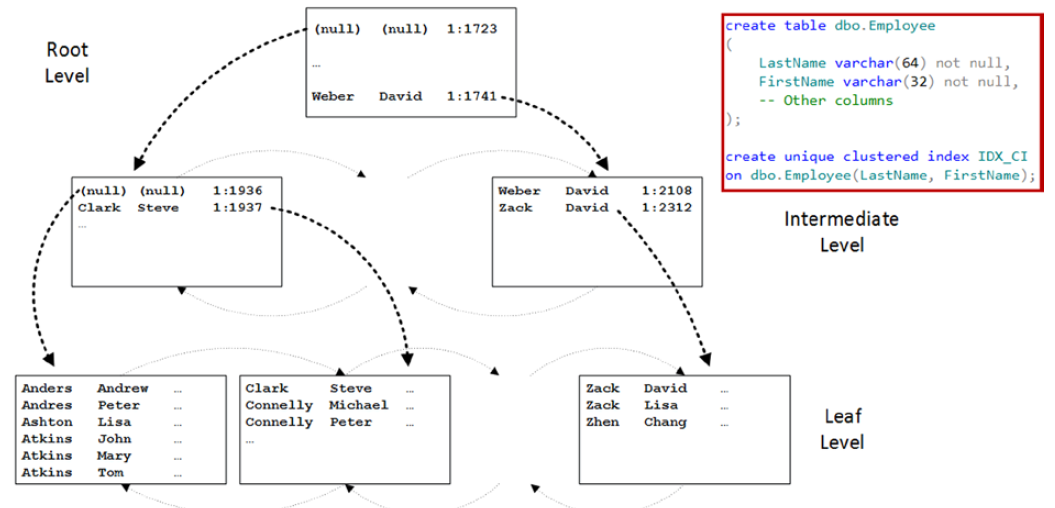 Root
Level
(null) (null) 1:1723
…
Weber David 1:1741
create table dbo.Employee
(
LastName varchar(64) not null,
FirstName varchar(32) not null,
-- Other columns
);
create unique clustered index IDX_CI
on dbo.Employee(LastName, FirstName);
(null) (null) 1:1936
Clark Steve 1:1937
…
Weber David 1:2108
Zack David 1:2312
Intermediate
Level
Anders Andrew …
Andres Peter …
Ashton Lisa …
Atkins John …
Atkins Mary …
Atkins Tom …
Clark Steve …
Connelly Michael …
Connelly Peter …
…
Zack David …
Zack Lisa …
Zhen Chang …
Leaf
Level